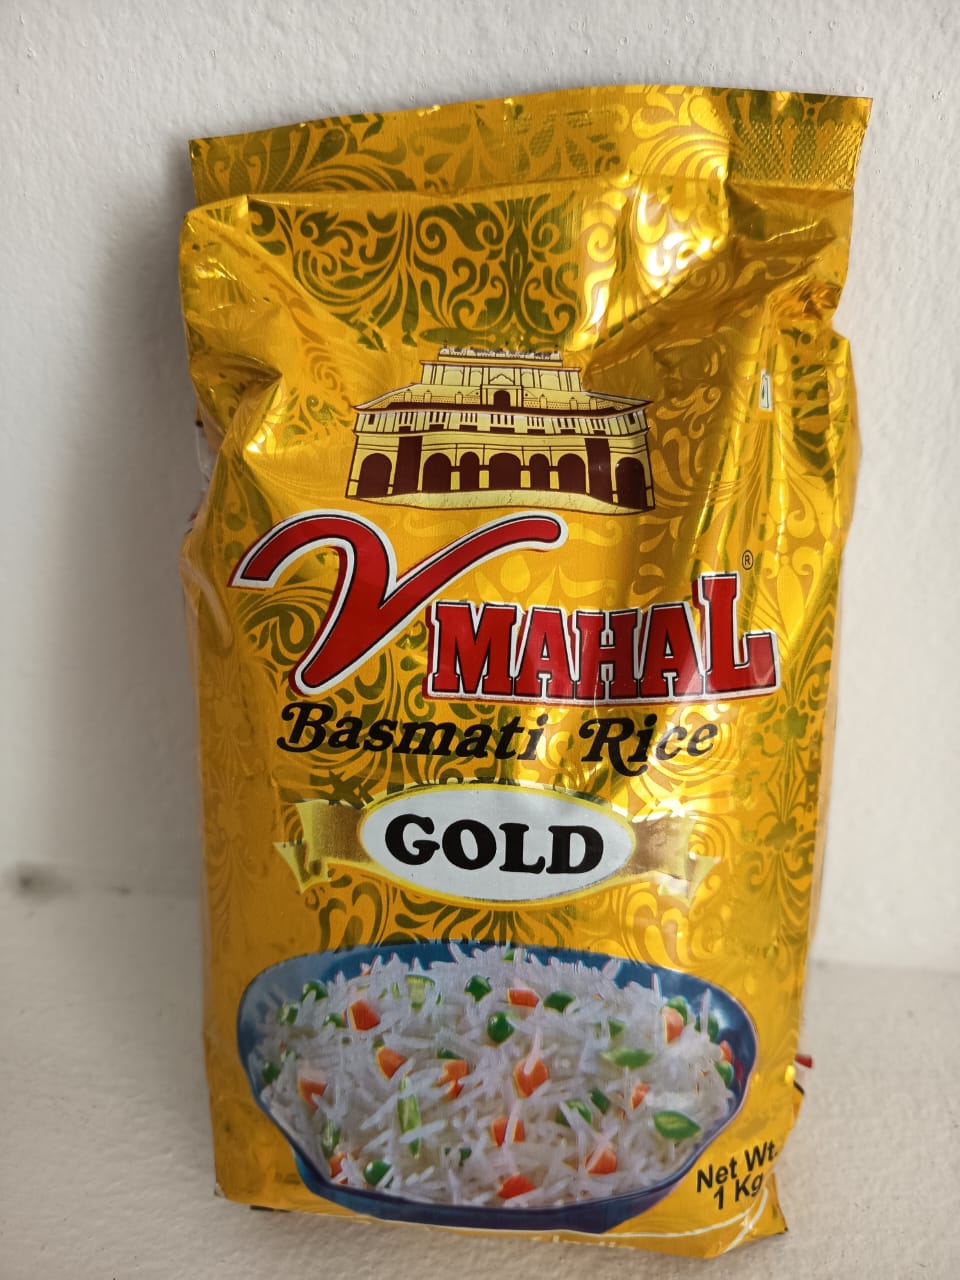 V MAHAL ®
Basmati Rice
GOLD
Net Wt.
1 Kg